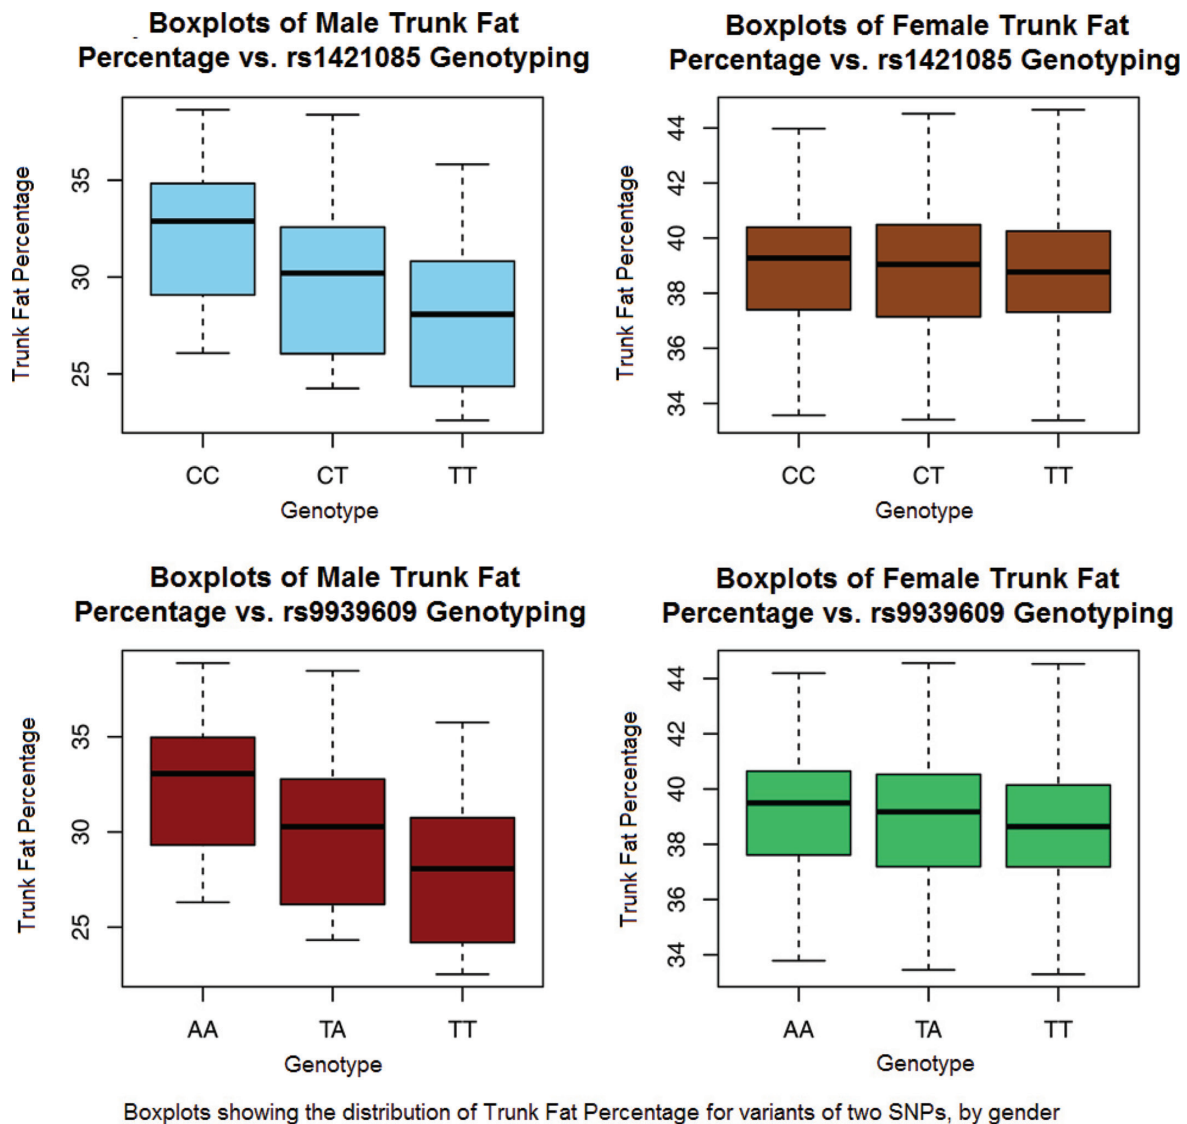 Boxplots of Male Trunk Fat
Percentage vs. rs1421085 Genotyping
Trunk Fat Percentage
35
30
25
CC CT TT
Genotype
Boxplots of Female Trunk Fat
Percentage vs. rs1421085 Genotyping
Trunk Fat Percentage
44
42
40
38
36
34
CC CT TT
Genotype
Boxplots of Male Trunk Fat
Percentage vs. rs9939609 Genotyping
Trunk Fat Percentage
35
30
25
AA TA TT
Genotype
Boxplots of Female Trunk Fat
Percentage vs. rs9939609 Genotyping
Trunk Fat Percentage
44
42
40
38
36
34
AA TA TT
Genotype
Boxplots showing the distribution of Trunk Fat Percentage for variants of two SNPs, by gender